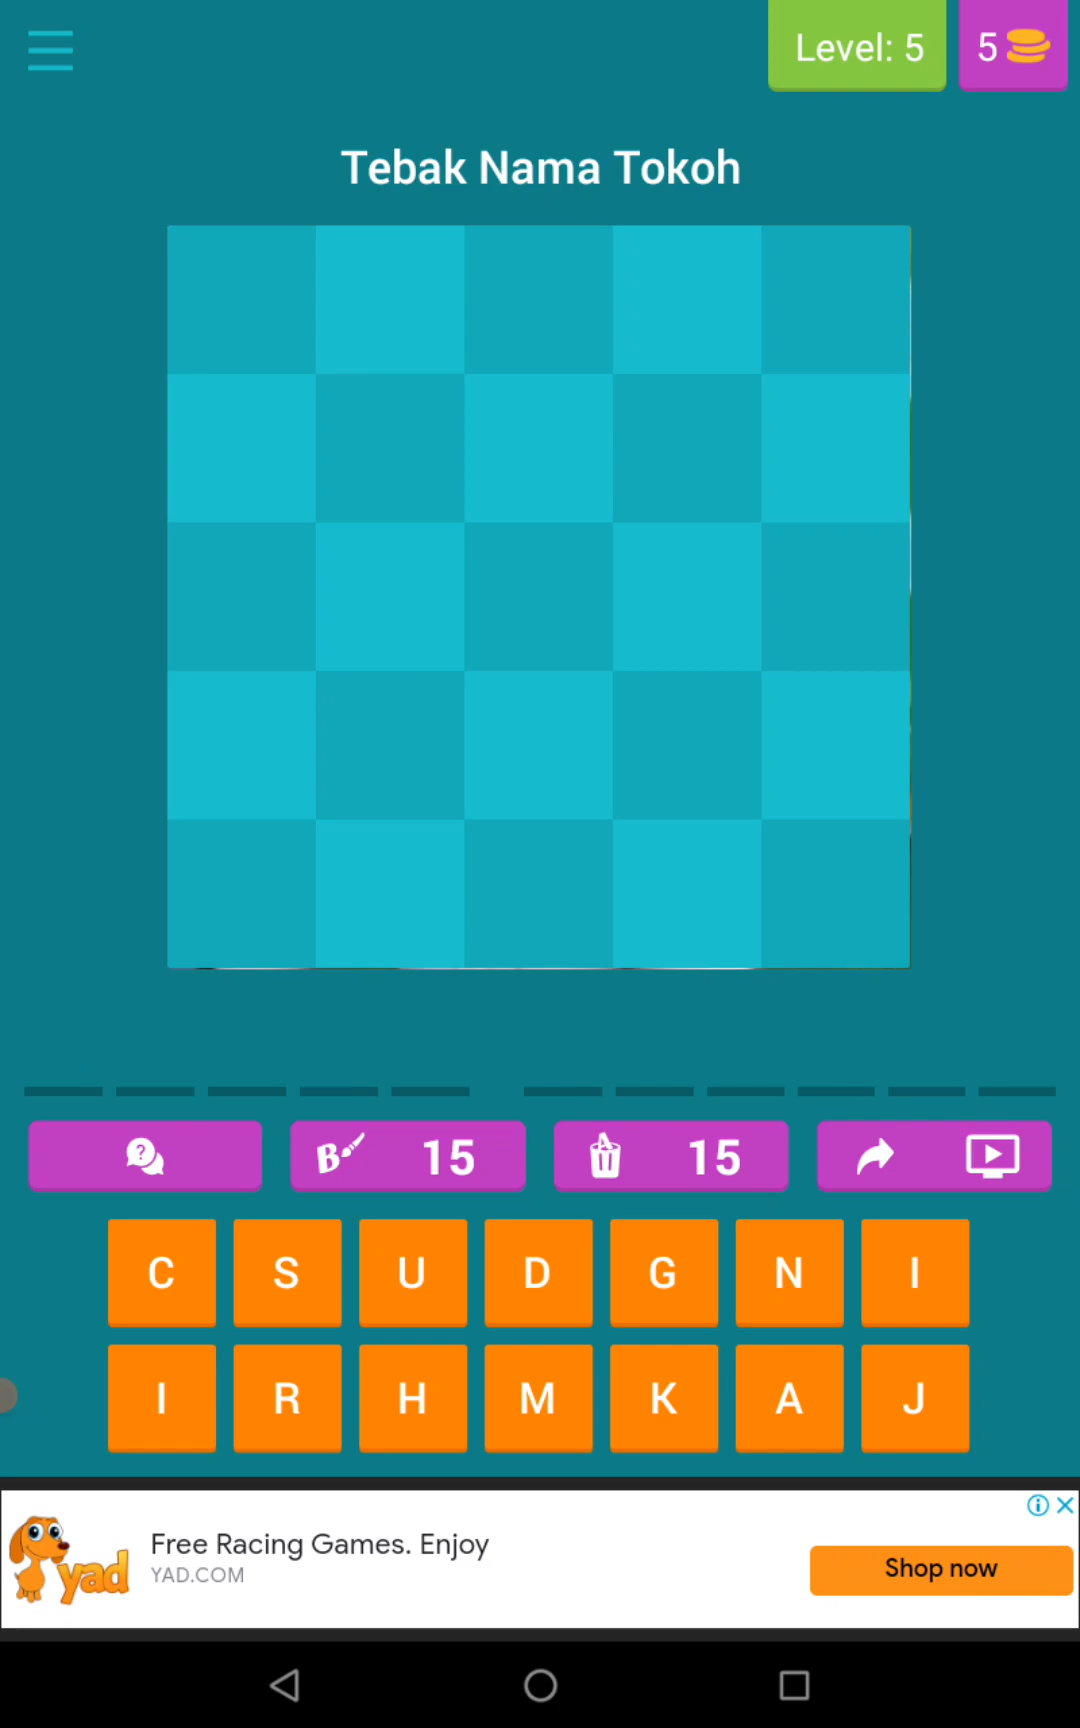 Level: 5
5
Tebak Nama Tokoh
?
B 15
A 15
C S U D G N I
I R H M K A J
yad
Free Racing Games. Enjoy
YAD.COM
Shop now